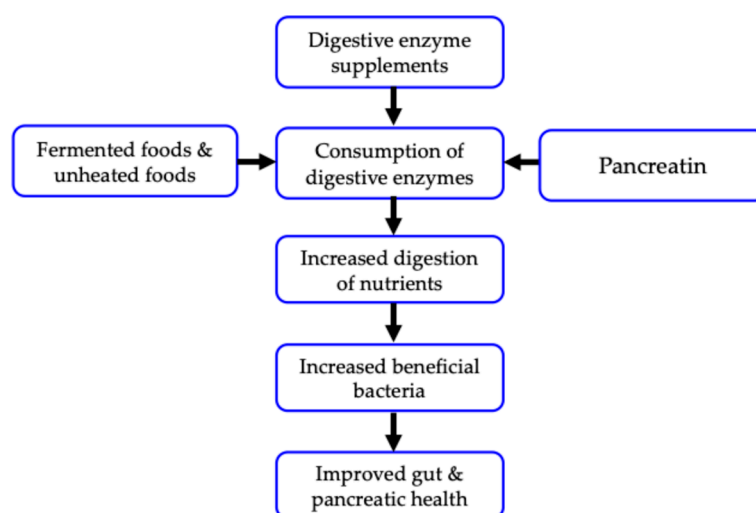 Digestive enzyme
supplements
Fermented foods &
unheated foods
Consumption of
digestive enzymes
Pancreatin
Increased digestion
of nutrients
Increased beneficial
bacteria
Improved gut &
pancreatic health